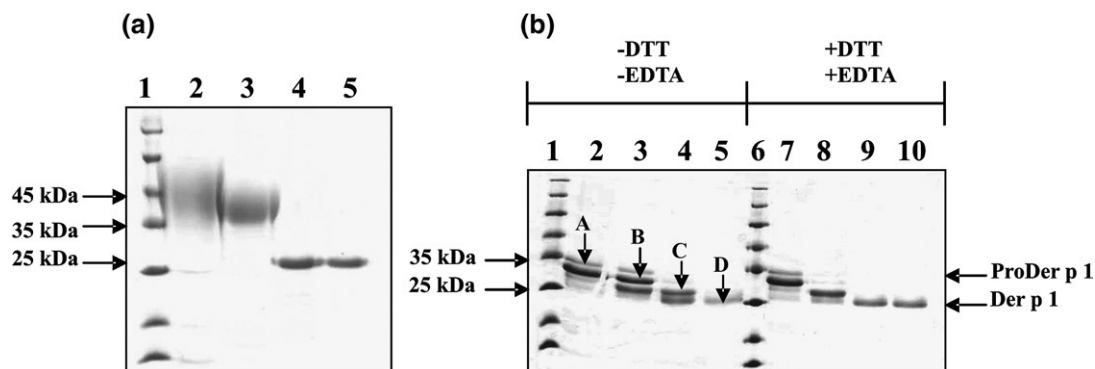 (a)
1 2 3 4 5
45 kDa
35 kDa
25 kDa
(b)
-DTT
-EDTA
+DTT
+EDTA
1 2 3 4 5 6 7 8 9 10
A
B
C
D
35 kDa
25 kDa
ProDer p 1
Der p 1